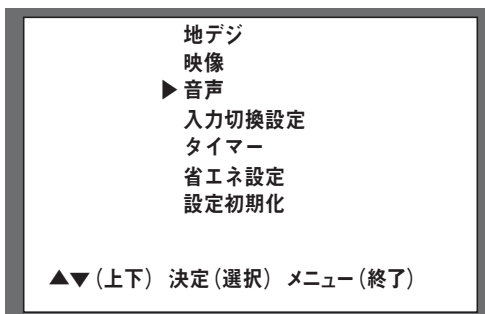 地デジ
映像
▶音声
入力切換設定
タイマー
省エネ設定
設定初期化
▲▼(上下) 決定(選択) メニュー(終了)